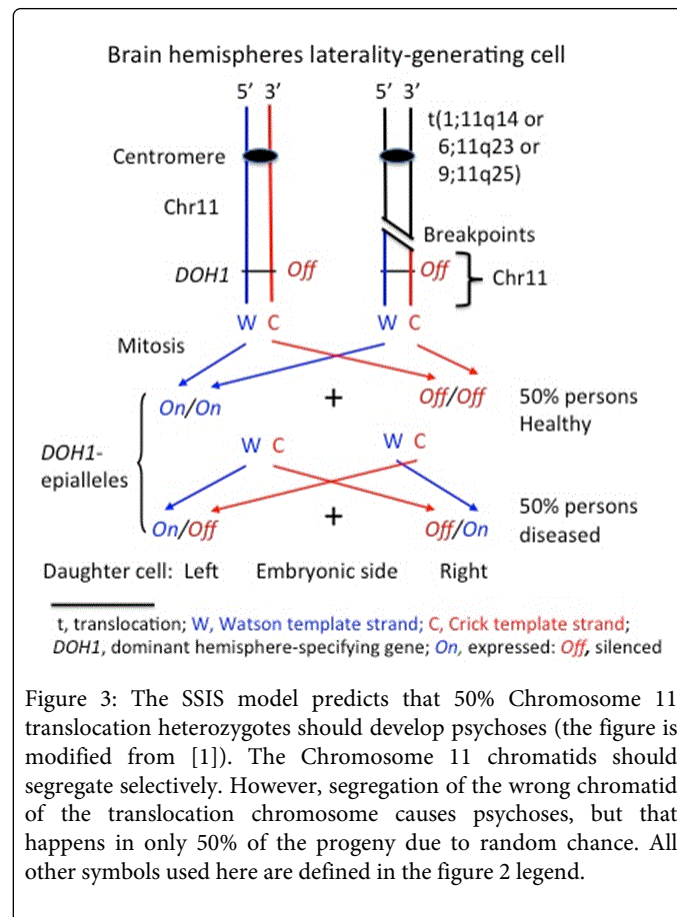 Brain hemispheres laterality-generating cell
5’ 3’ 5’ 3’
t(1;11q14 or
6;11q23 or
9;11q25)
Centromere
Chr11
Breakpoints
DOH1 Off Off Chr11
W C W C
Mitosis
On/On + Off/Off 50% persons
Healthy
W C W C
DOH1-
epialleles
On/Off + Off/On 50% persons
diseased
Daughter cell: Left Embryonic side Right
t, translocation; W, Watson template strand; C, Crick template strand;
DOH1, dominant hemisphere-specifying gene; On, expressed: Off, silenced
Figure 3: The SSIS model predicts that 50% Chromosome 11
translocation heterozygotes should develop psychoses (the figure is
modified from [1]). The Chromosome 11 chromatids should
segregate selectively. However, segregation of the wrong chromatid
of the translocation chromosome causes psychoses, but that
happens in only 50% of the progeny due to random chance. All
other symbols used here are defined in the figure 2 legend.